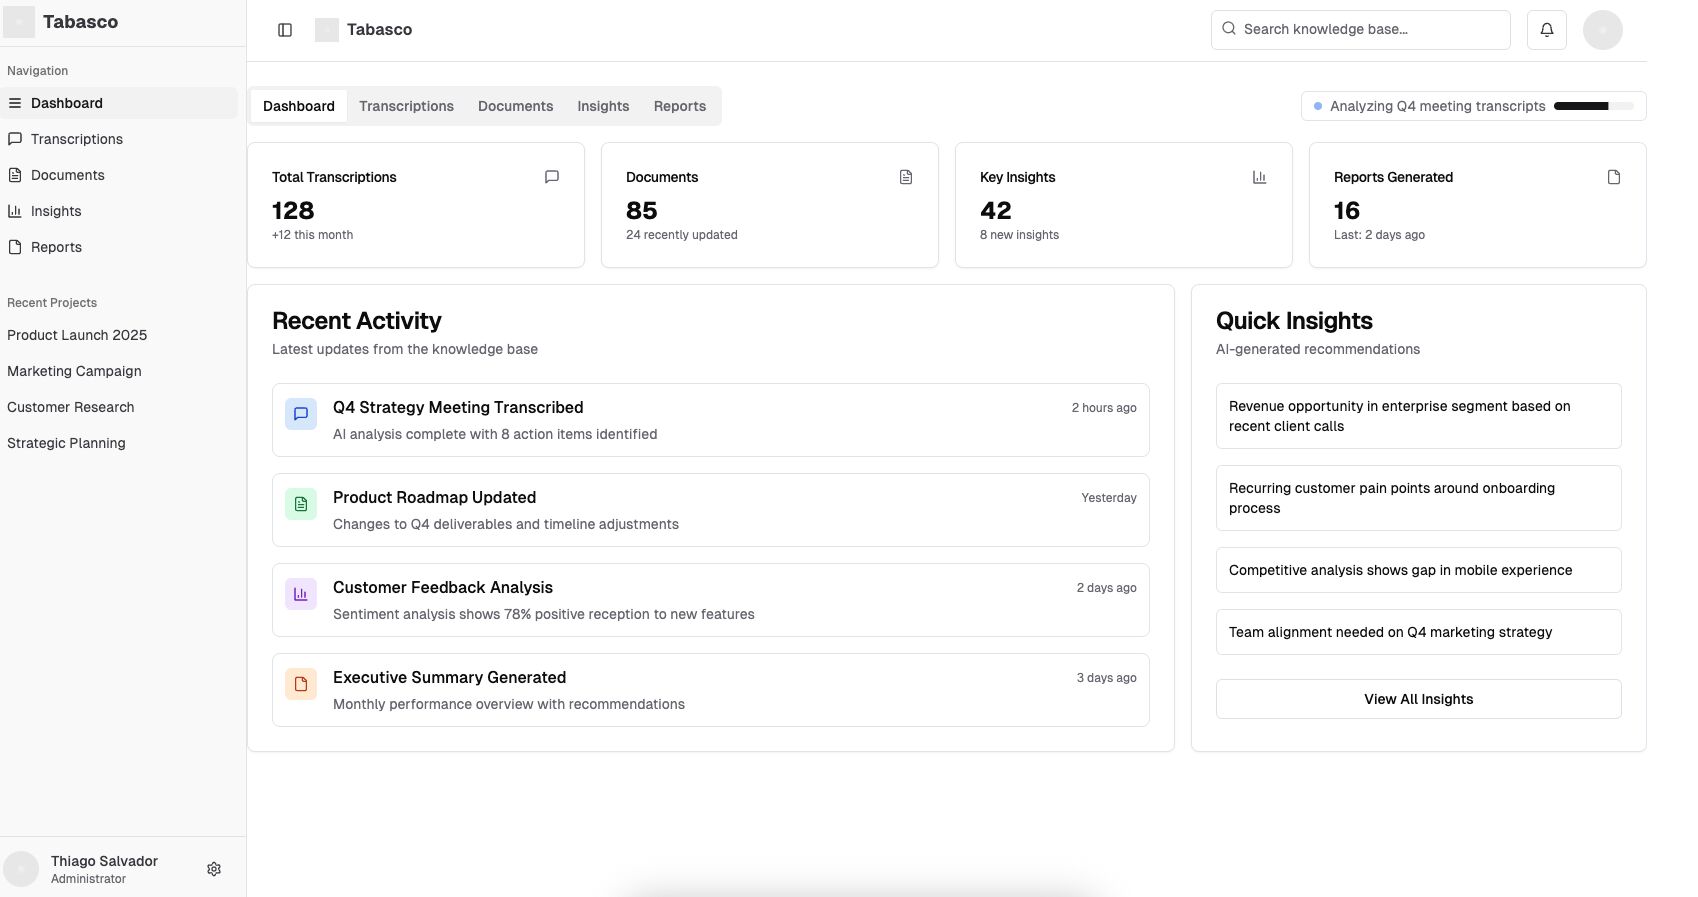 Tabasco
Navigation
Dashboard
Transcriptions
Documents
Insights
Reports
Recent Projects
Product Launch 2025
Marketing Campaign
Customer Research
Strategic Planning
Thiago Salvador
Administrator
Tabasco
Search knowledge base...
Dashboard Transcriptions Documents Insights Reports
Analyzing Q4 meeting transcripts
Total Transcriptions
128
+12 this month
Documents
85
24 recently updated
Key Insights
42
8 new insights
Reports Generated
16
Last: 2 days ago
Recent Activity
Latest updates from the knowledge base
Q4 Strategy Meeting Transcribed
2 hours ago
AI analysis complete with 8 action items identified
Product Roadmap Updated
Yesterday
Changes to Q4 deliverables and timeline adjustments
Customer Feedback Analysis
2 days ago
Sentiment analysis shows 78% positive reception to new features
Executive Summary Generated
3 days ago
Monthly performance overview with recommendations
Quick Insights
AI-generated recommendations
Revenue opportunity in enterprise segment based on
recent client calls
Recurring customer pain points around onboarding
process
Competitive analysis shows gap in mobile experience
Team alignment needed on Q4 marketing strategy
View All Insights